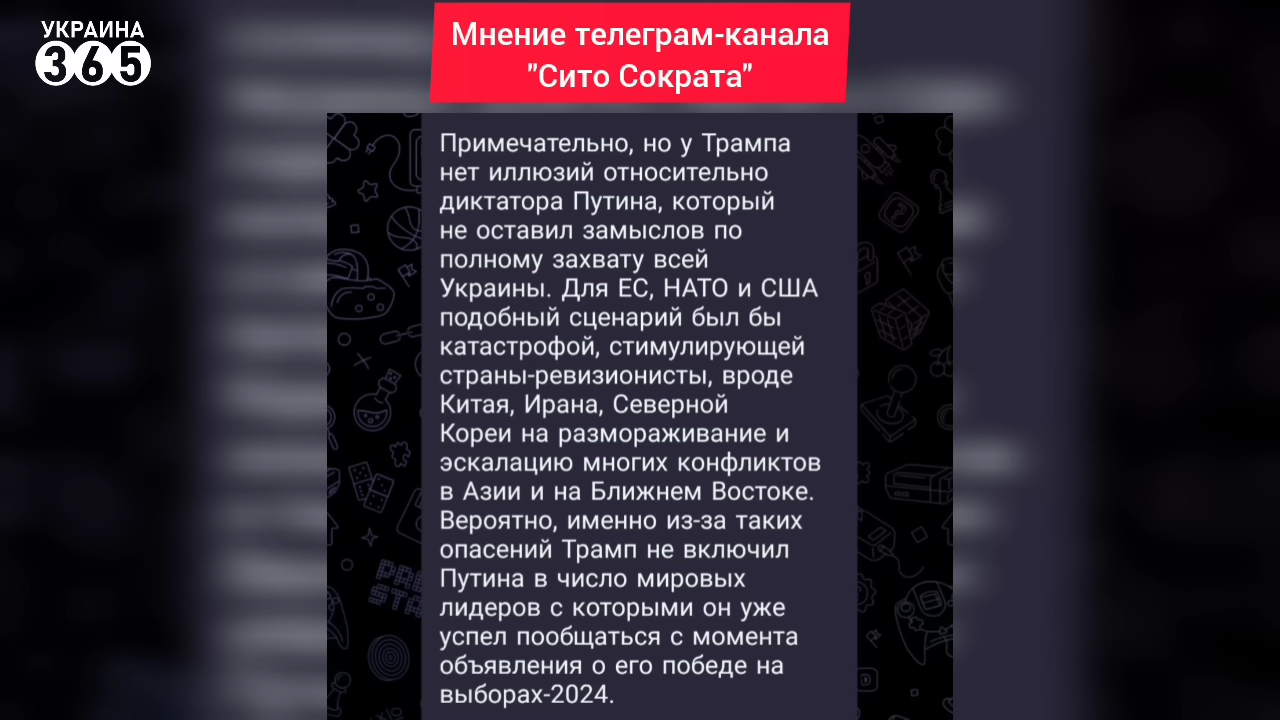 УКРАИНА
365
Мнение телеграм-канала
"Сито Сократа"
Примечательно, но у Трампа
нет иллюзий относительно
диктатора Путина, который
не оставил замыслов по
полному захвату всей
Украины. Для ЕС, НАТО и США
подобный сценарий был бы
катастрофой, стимулирующей
страны-ревизионисты, вроде
Китая, Ирана, Северной
Кореи на размораживание и
эскалацию многих конфликтов
в Азии и на Ближнем Востоке.
Вероятно, именно из-за таких
опасений Трамп не включил
Путина в число мировых
лидеров с которыми он уже
успел пообщаться с момента
объявления о его победе на
выборах-2024.